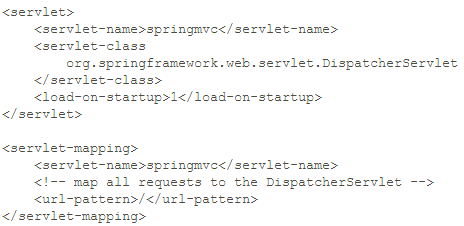 <servlet>
    <servlet-name>springmvc</servlet-name>
    <servlet-class
        org.springframework.web.servlet.DispatcherServlet
    </servlet-class>
    <load-on-startup>1</load-on-startup>
</servlet>

<servlet-mapping>
    <servlet-name>springmvc</servlet-name>
    <!-- map all requests to the DispatcherServlet -->
    <url-pattern>/</url-pattern>
</servlet-mapping>